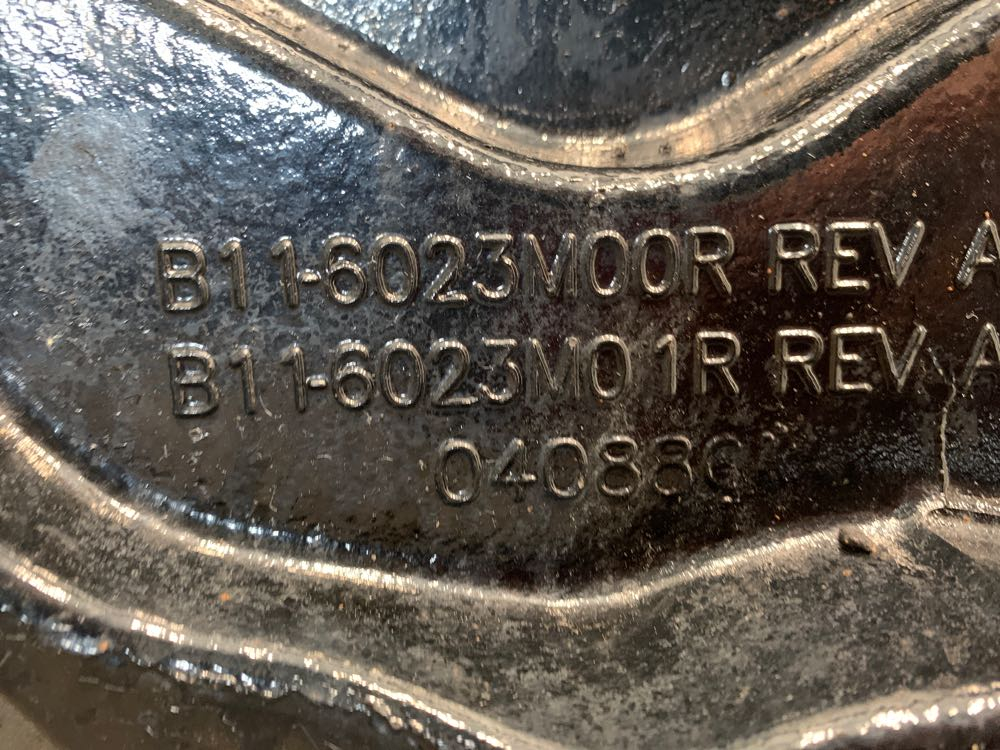 B11-6023M00R REV A
B11-6023M01R REV A
04088C